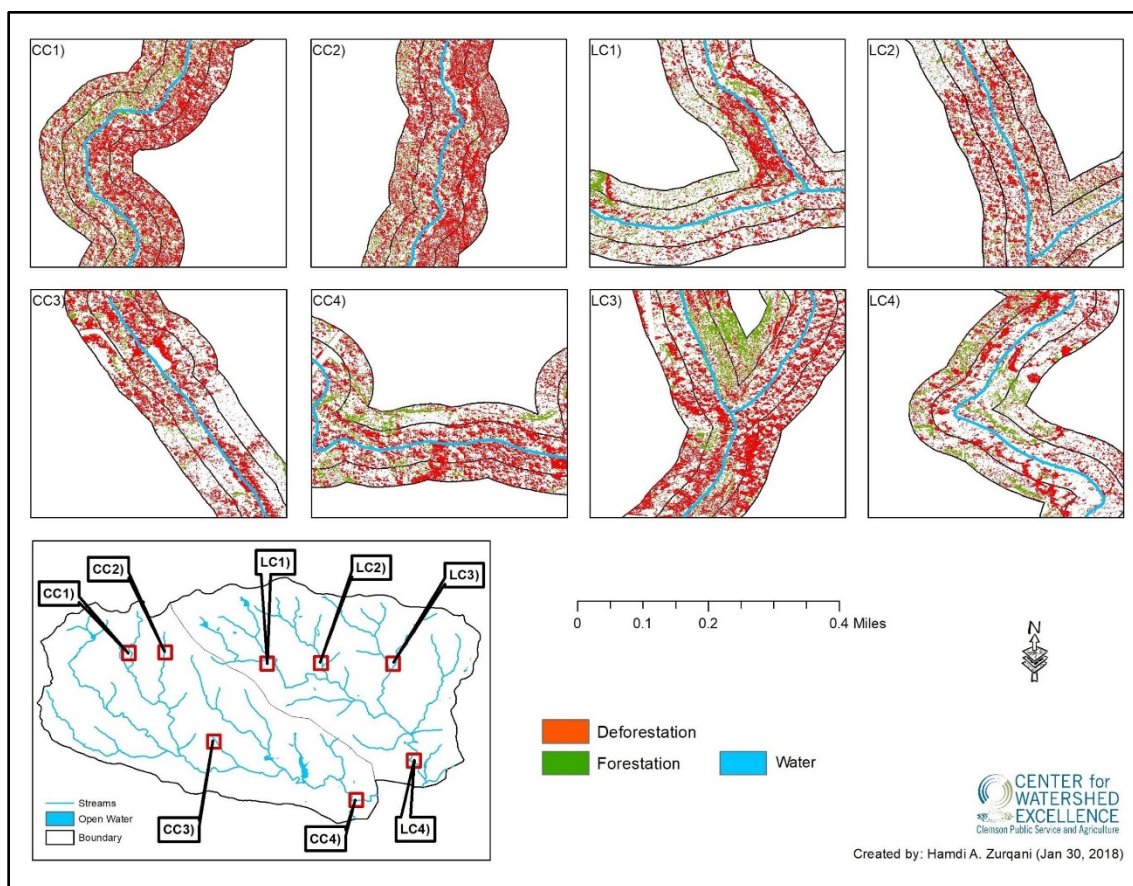 CC1)
CC2)
LC1)
LC2)
CC3)
CC4)
LC3)
LC4)
CC1)
CC2)
LC1)
LC2)
LC3)
CC3)
CC4)
LC4)
Streams
Open Water
Boundary
0 0.1 0.2 0.4 Miles
N
Deforestation
Forestation
Water
CENTER for
WATERSHED
EXCELLENCE
Clemson Public Service and Agriculture
Created by: Hamdi A. Zurqani (Jan 30, 2018)